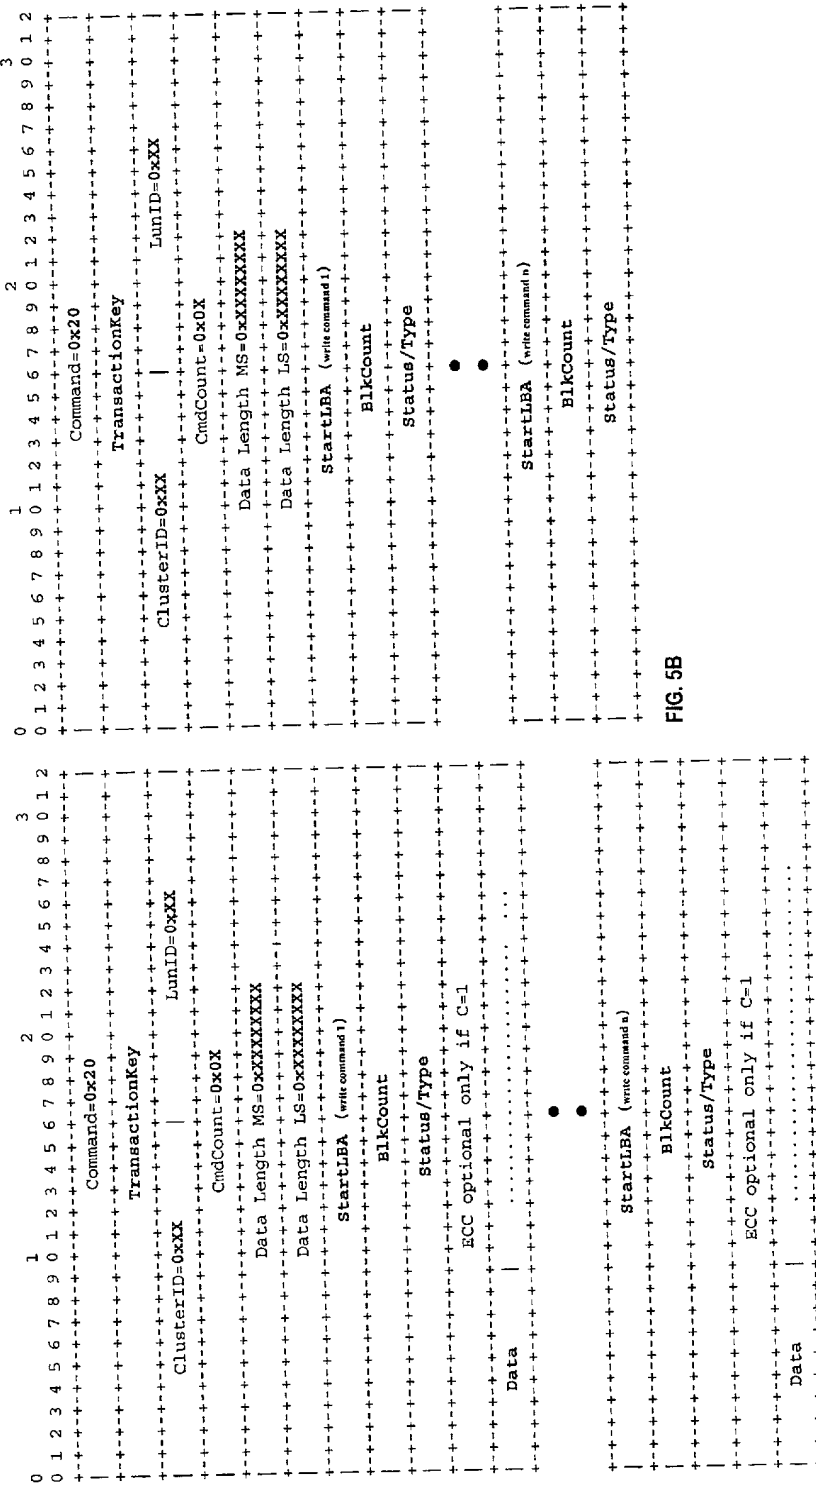 0 1 2 3
0 1 2 3 4 5 6 7 8 9 0 1 2 3 4 5 6 7 8 9 0 1 2 3 4 5 6 7 8 9 0 1 2
Command=0x20
TransactionKey
ClusterID=0xXX | LunID=0xXX
CmdCount=0x0X
Data Length MS=0xXXXXXXXX
Data Length LS=0xXXXXXXXX
StartLBA (write command 1)
BlkCount
Status/Type
ECC optional only if C=1
Data | ...............................
StartLBA (write command n)
BlkCount
Status/Type
ECC optional only if C=1
Data | ...............................
0 1 2 3
0 1 2 3 4 5 6 7 8 9 0 1 2 3 4 5 6 7 8 9 0 1 2 3 4 5 6 7 8 9 0 1 2
Command=0x20
TransactionKey
ClusterID=0xXX | LunID=0xXX
CmdCount=0x0X
Data Length MS=0xXXXXXXXX
Data Length LS=0xXXXXXXXX
StartLBA (write command 1)
BlkCount
Status/Type
StartLBA (write command n)
BlkCount
Status/Type
FIG. 5B